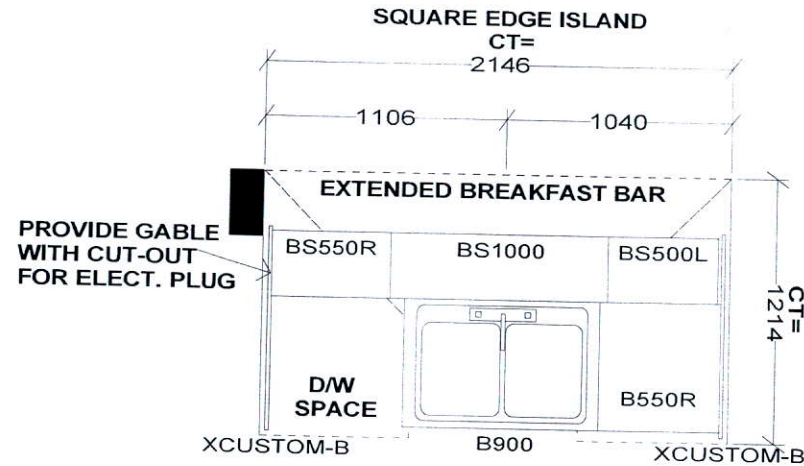 SQUARE EDGE ISLAND
CT=
2146
1106
1040
EXTENDED BREAKFAST BAR
PROVIDE GABLE
WITH CUT-OUT
FOR ELECT. PLUG
BS550R
BS1000
BS500L
CT=
1214
D/W
SPACE
B550R
XCUSTOM-B
B900
XCUSTOM-B